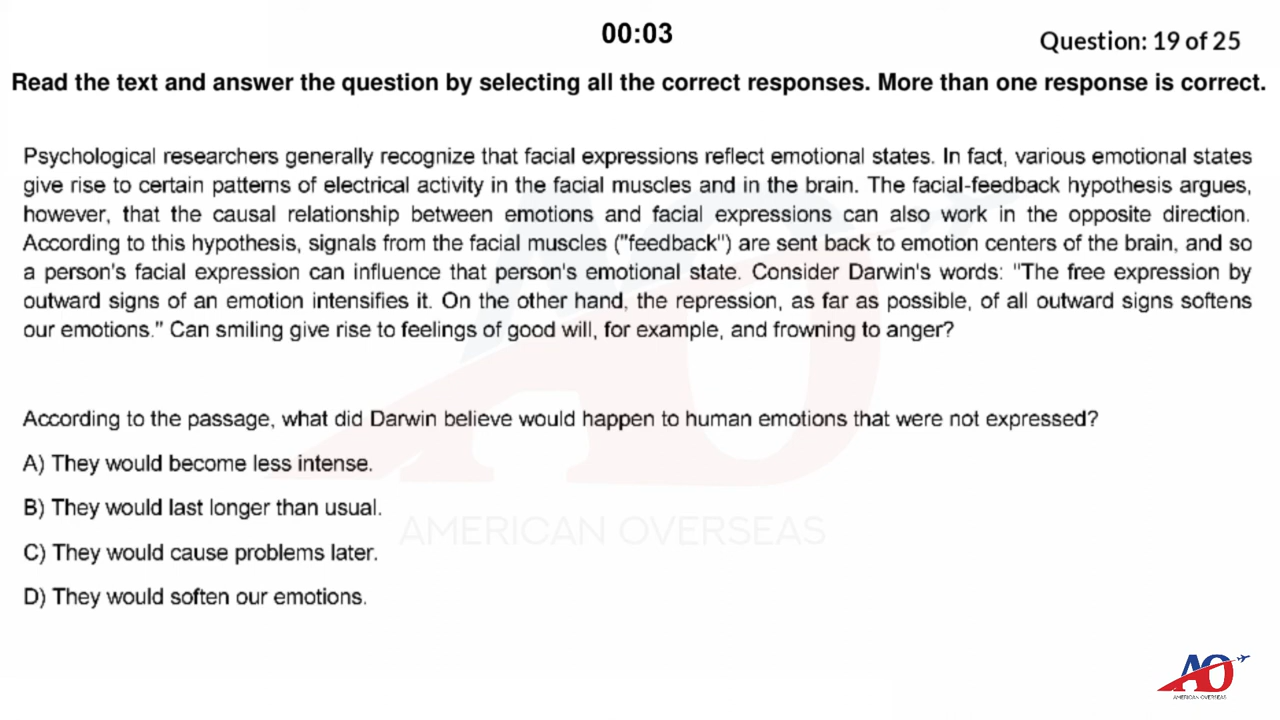 00:03
Question: 19 of 25
Read the text and answer the question by selecting all the correct responses. More than one response is correct.
Psychological researchers generally recognize that facial expressions reflect emotional states. In fact, various emotional states
give rise to certain patterns of electrical activity in the facial muscles and in the brain. The facial-feedback hypothesis argues,
however, that the causal relationship between emotions and facial expressions can also work in the opposite direction.
According to this hypothesis, signals from the facial muscles ("feedback") are sent back to emotion centers of the brain, and so
a person's facial expression can influence that person's emotional state. Consider Darwin's words: "The free expression by
outward signs of an emotion intensifies it. On the other hand, the repression, as far as possible, of all outward signs softens
our emotions." Can smiling give rise to feelings of good will, for example, and frowning to anger?
According to the passage, what did Darwin believe would happen to human emotions that were not expressed?
A) They would become less intense.
B) They would last longer than usual.
AMERICAN OVERSEAS
C) They would cause problems later.
D) They would soften our emotions.
AO
AMERICAN OVERSEAS